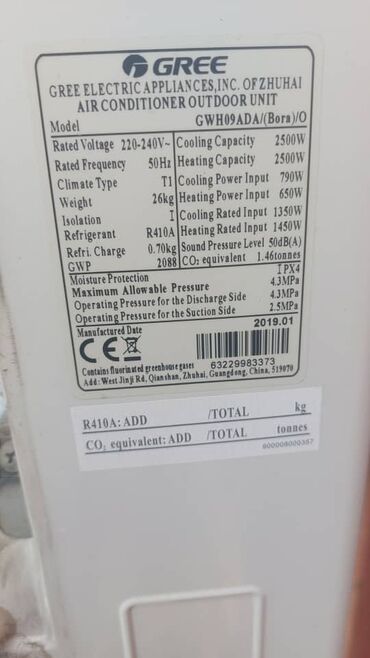 GREE
GREE ELECTRIC APPLIANCES,INC. OF ZHUHAI
AIR CONDITIONER OUTDOOR UNIT
Model GWH09ADA/(Bora)/O
Rated Voltage 220-240V~ Cooling Capacity 2500W
Rated Frequency 50Hz Heating Capacity 2500W
Climate Type T1 Cooling Power Input 790W
Weight 26kg Heating Power Input 650W
Isolation I Cooling Rated Input 1350W
Refrigerant R410A Heating Rated Input 1450W
Refri. Charge 0.70kg Sound Pressure Level 50dB(A)
GWP 2088 CO₂ equivalent 1.46tonnes
Moisture Protection IPX4
Maximum Allowable Pressure 4.3MPa
Operating Pressure for the Discharge Side 4.3MPa
Operating Pressure for the Suction Side 2.5MPa
Manufactured Date 2019.01
CE
63229983373
Contains fluorinated greenhouse gases
Add: West Jinji Rd, Qianshan, Zhuhai, Guangdong, China, 519070
R410A: ADD /TOTAL kg
CO₂ equivalent: ADD /TOTAL tonnes
600006000357